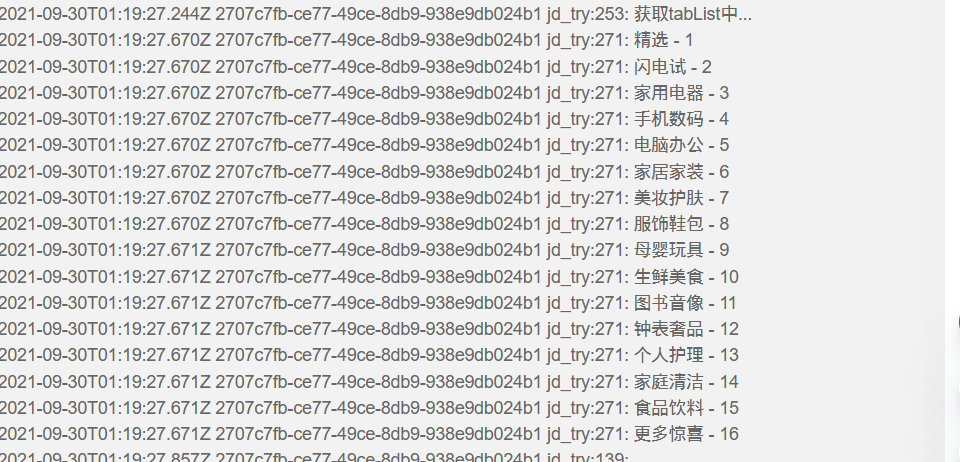 2021-09-30T01:19:27.244Z 2707c7fb-ce77-49ce-8db9-938e9db024b1 jd_try:253: 获取tabList中...
2021-09-30T01:19:27.670Z 2707c7fb-ce77-49ce-8db9-938e9db024b1 jd_try:271: 精选 - 1
2021-09-30T01:19:27.670Z 2707c7fb-ce77-49ce-8db9-938e9db024b1 jd_try:271: 闪电试 - 2
2021-09-30T01:19:27.670Z 2707c7fb-ce77-49ce-8db9-938e9db024b1 jd_try:271: 家用电器 - 3
2021-09-30T01:19:27.670Z 2707c7fb-ce77-49ce-8db9-938e9db024b1 jd_try:271: 手机数码 - 4
2021-09-30T01:19:27.670Z 2707c7fb-ce77-49ce-8db9-938e9db024b1 jd_try:271: 电脑办公 - 5
2021-09-30T01:19:27.670Z 2707c7fb-ce77-49ce-8db9-938e9db024b1 jd_try:271: 家居家装 - 6
2021-09-30T01:19:27.670Z 2707c7fb-ce77-49ce-8db9-938e9db024b1 jd_try:271: 美妆护肤 - 7
2021-09-30T01:19:27.670Z 2707c7fb-ce77-49ce-8db9-938e9db024b1 jd_try:271: 服饰鞋包 - 8
2021-09-30T01:19:27.671Z 2707c7fb-ce77-49ce-8db9-938e9db024b1 jd_try:271: 母婴玩具 - 9
2021-09-30T01:19:27.671Z 2707c7fb-ce77-49ce-8db9-938e9db024b1 jd_try:271: 生鲜美食 - 10
2021-09-30T01:19:27.671Z 2707c7fb-ce77-49ce-8db9-938e9db024b1 jd_try:271: 图书音像 - 11
2021-09-30T01:19:27.671Z 2707c7fb-ce77-49ce-8db9-938e9db024b1 jd_try:271: 钟表奢品 - 12
2021-09-30T01:19:27.671Z 2707c7fb-ce77-49ce-8db9-938e9db024b1 jd_try:271: 个人护理 - 13
2021-09-30T01:19:27.671Z 2707c7fb-ce77-49ce-8db9-938e9db024b1 jd_try:271: 家庭清洁 - 14
2021-09-30T01:19:27.671Z 2707c7fb-ce77-49ce-8db9-938e9db024b1 jd_try:271: 食品饮料 - 15
2021-09-30T01:19:27.671Z 2707c7fb-ce77-49ce-8db9-938e9db024b1 jd_try:271: 更多惊喜 - 16
2021-09-30T01:19:27.857Z 2707c7fb-ce77-49ce-8db9-938e9db024b1 jd_try:139: